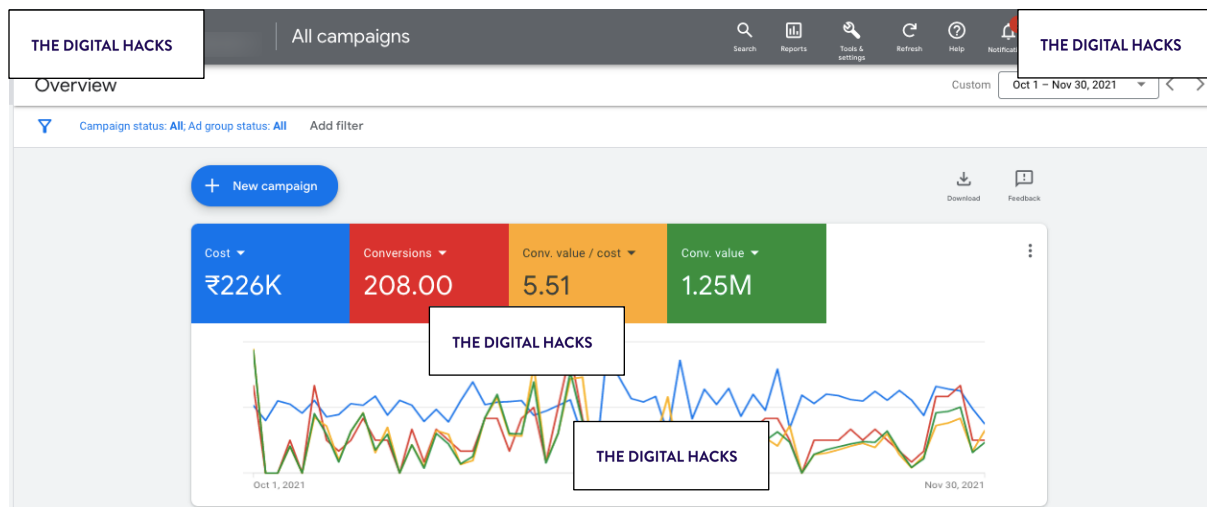 THE DIGITAL HACKS
All campaigns
Search
Reports
Tools &
settings
Refresh
Help
THE DIGITAL HACKS
Overview
Custom
Oct 1 – Nov 30, 2021
Campaign status: All; Ad group status: All
Add filter
New campaign
Download
Feedback
Cost
Conversions
Conv. value / cost
Conv. value
₹226K
208.00
5.51
1.25M
THE DIGITAL HACKS
THE DIGITAL HACKS
Oct 1, 2021
Nov 30, 2021